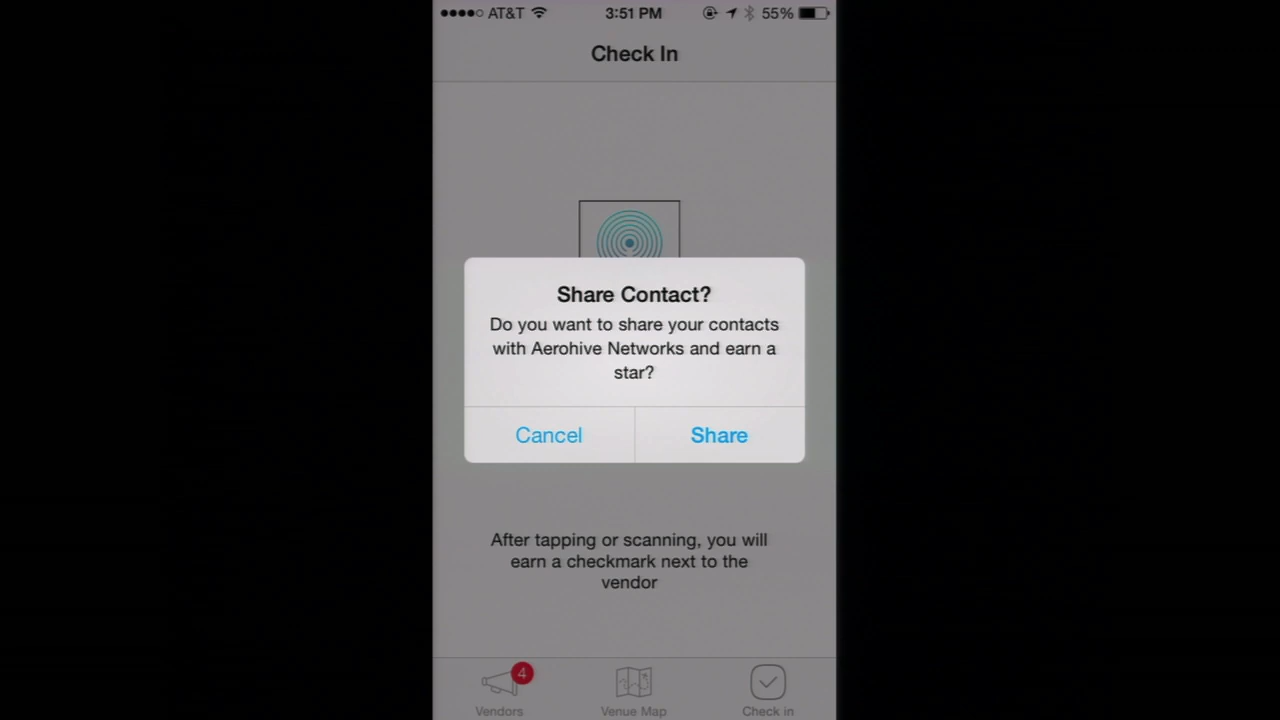 AT&T 3:51 PM 55%
Check In
Share Contact?
Do you want to share your contacts
with Aerohive Networks and earn a
star?
Cancel Share
After tapping or scanning, you will
earn a checkmark next to the
vendor
4
Vendors Venue Map Check in